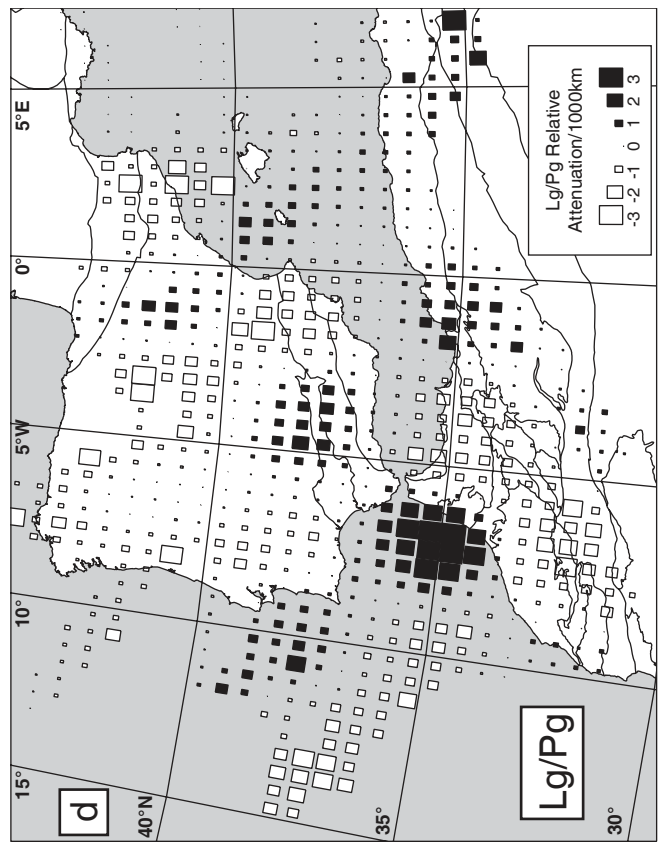 d
5°E
0°
5°W
10°
15°
40°N
35°
30°
Lg/Pg Relative
Attenuation/1000km
-3 -2 -1 0 1 2 3
Lg/Pg